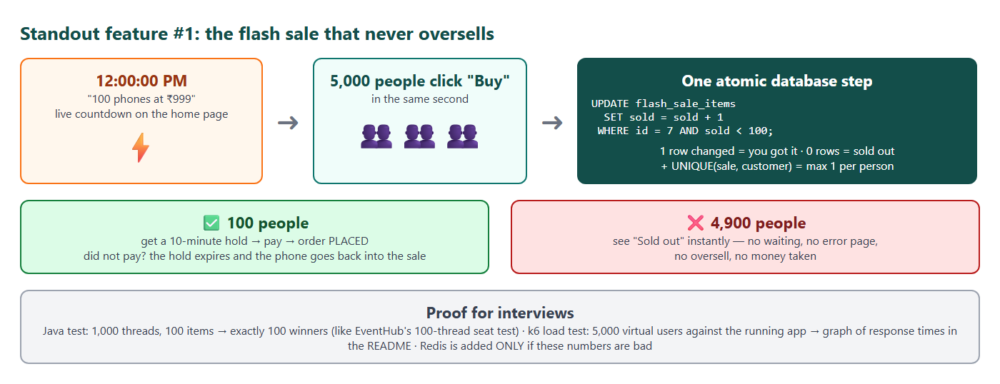 Standout feature #1: the flash sale that never oversells
12:00:00 PM
"100 phones at ₹999"
live countdown on the home page
→
5,000 people click "Buy"
in the same second
→
One atomic database step
UPDATE flash_sale_items
SET sold = sold + 1
WHERE id = 7 AND sold < 100;
1 row changed = you got it · 0 rows = sold out
+ UNIQUE(sale, customer) = max 1 per person
✅ 100 people
get a 10-minute hold → pay → order PLACED
did not pay? the hold expires and the phone goes back into the sale
❌ 4,900 people
see "Sold out" instantly — no waiting, no error page,
no oversell, no money taken
Proof for interviews
Java test: 1,000 threads, 100 items → exactly 100 winners (like EventHub's 100-thread seat test) · k6 load test: 5,000 virtual users against the running app → graph of response times in
the README · Redis is added ONLY if these numbers are bad